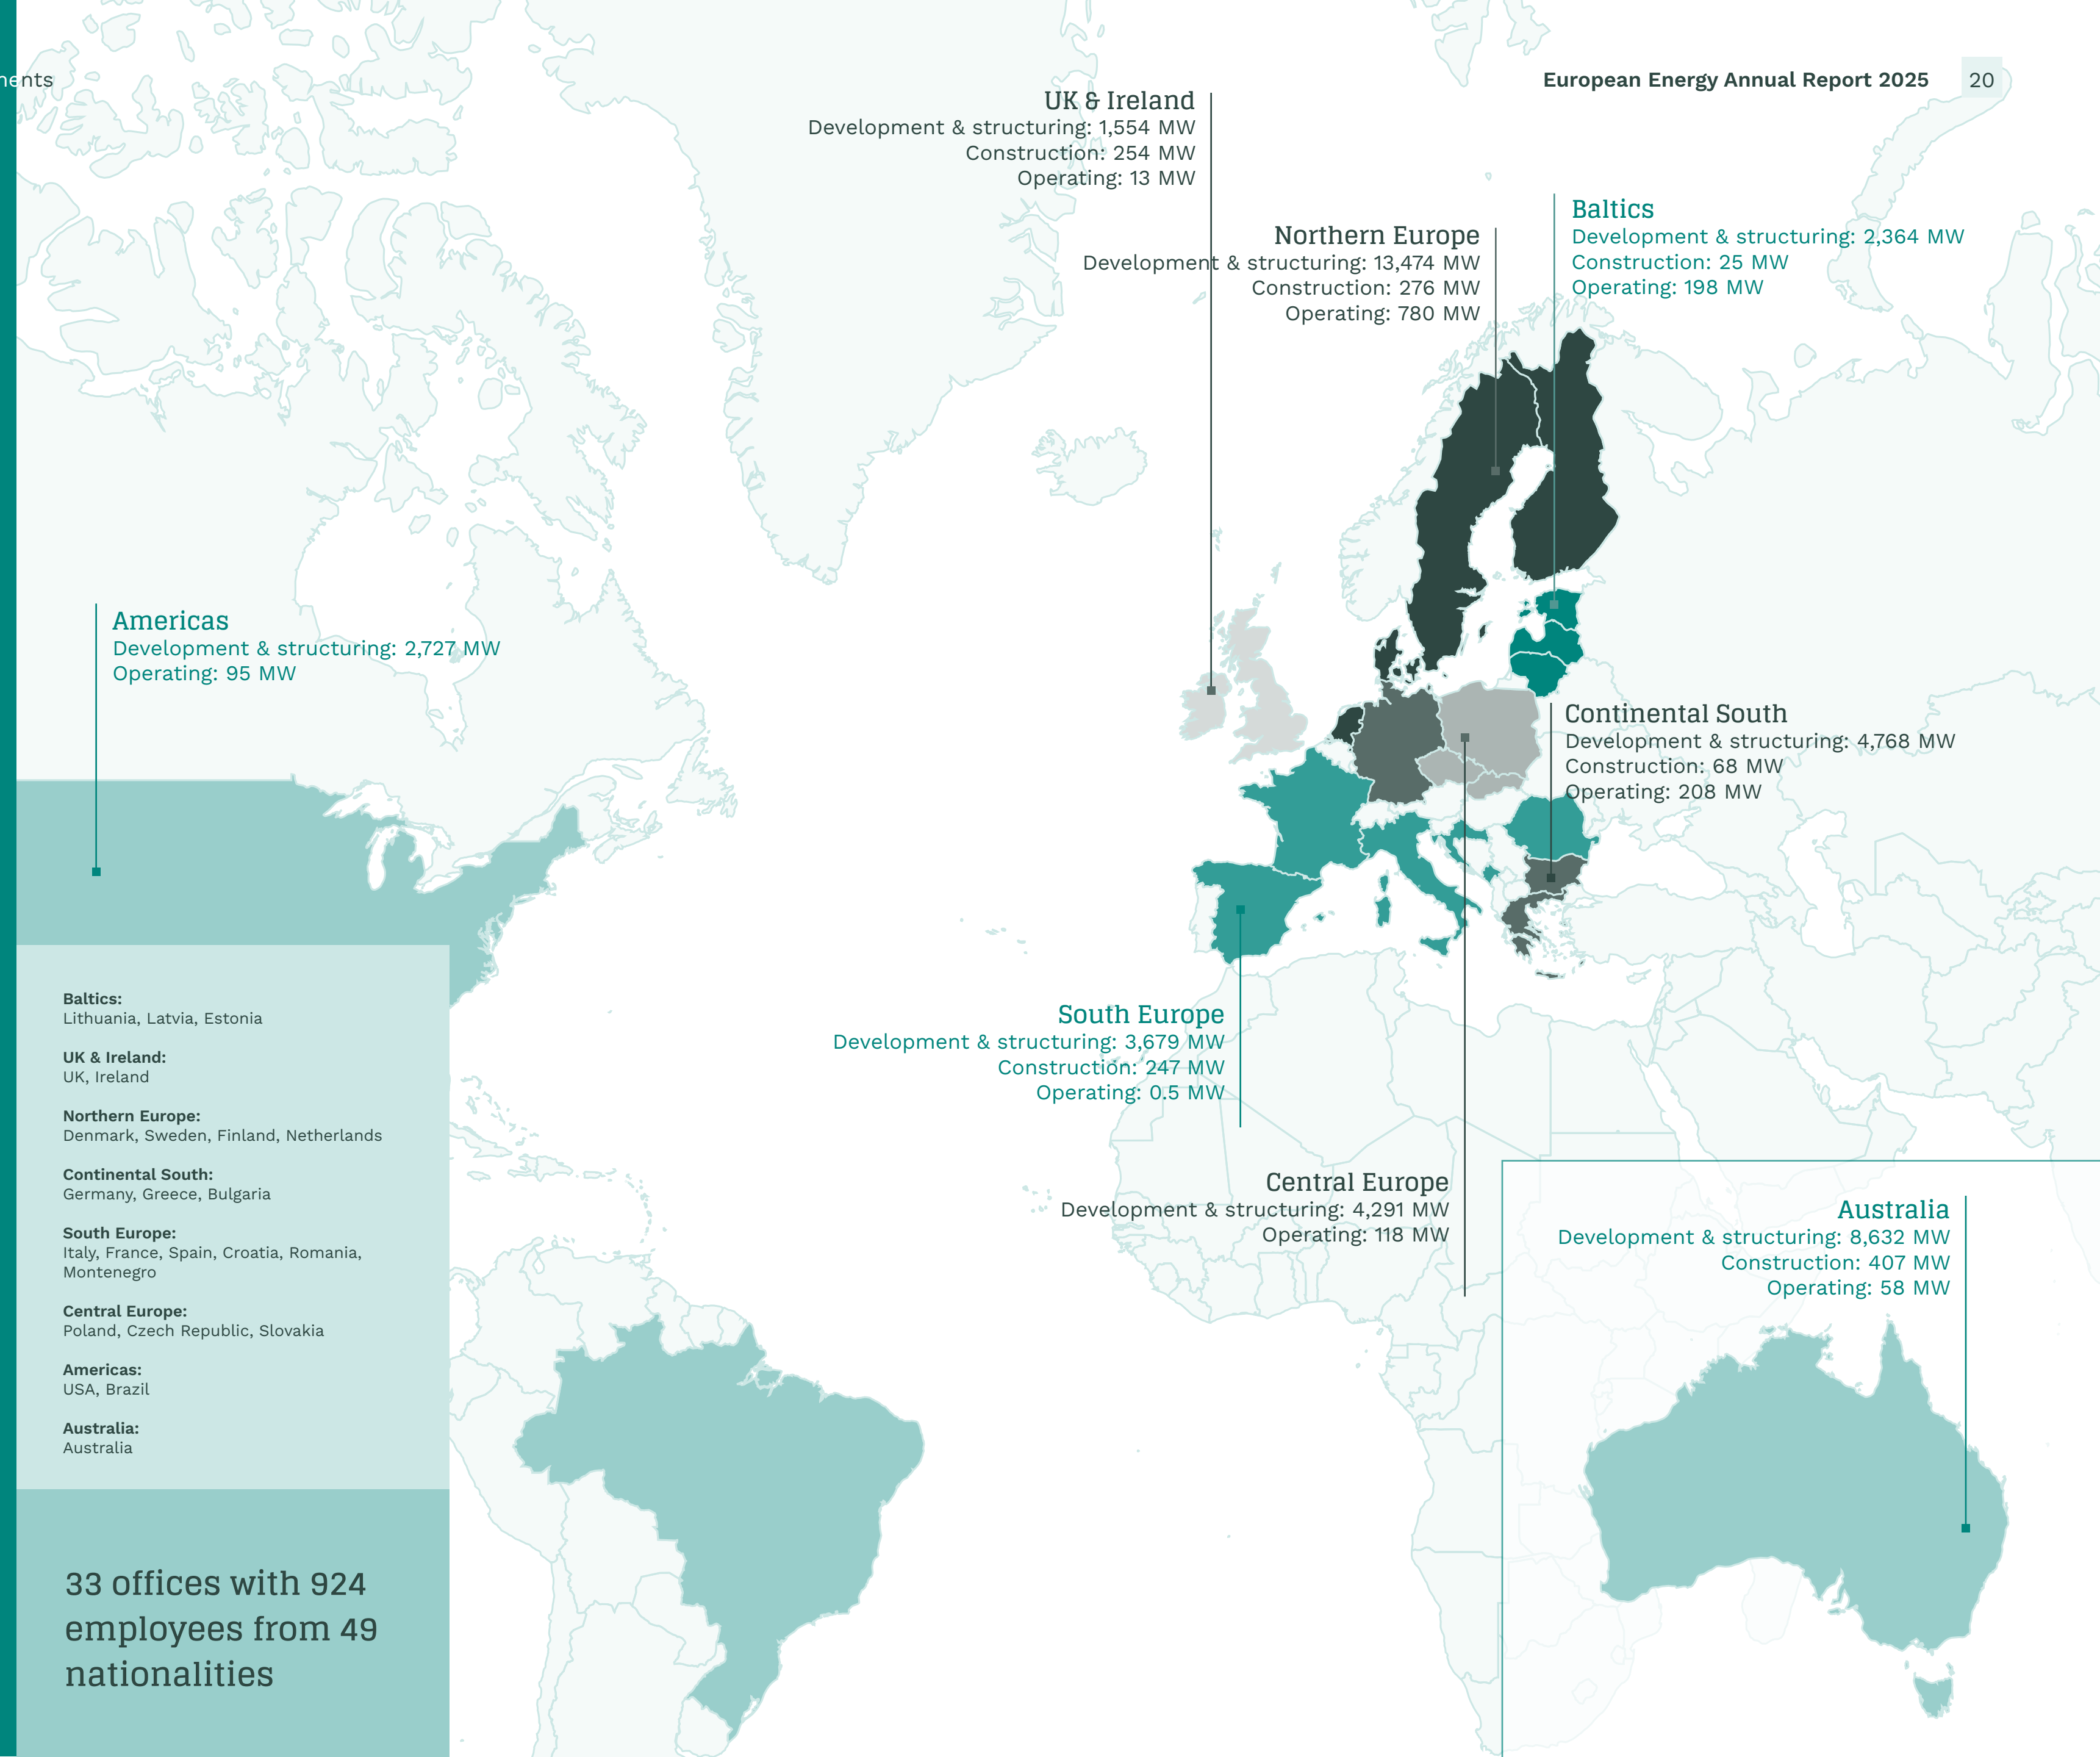 nents
European Energy Annual Report 2025 20
UK & Ireland
Development & structuring: 1,554 MW
Construction: 254 MW
Operating: 13 MW
Baltics
Development & structuring: 2,364 MW
Construction: 25 MW
Operating: 198 MW
Northern Europe
Development & structuring: 13,474 MW
Construction: 276 MW
Operating: 780 MW
Americas
Development & structuring: 2,727 MW
Operating: 95 MW
Continental South
Development & structuring: 4,768 MW
Construction: 68 MW
Operating: 208 MW
South Europe
Development & structuring: 3,679 MW
Construction: 247 MW
Operating: 0.5 MW
Central Europe
Development & structuring: 4,291 MW
Operating: 118 MW
Australia
Development & structuring: 8,632 MW
Construction: 407 MW
Operating: 58 MW
Baltics:
Lithuania, Latvia, Estonia
UK & Ireland:
UK, Ireland
Northern Europe:
Denmark, Sweden, Finland, Netherlands
Continental South:
Germany, Greece, Bulgaria
South Europe:
Italy, France, Spain, Croatia, Romania,
Montenegro
Central Europe:
Poland, Czech Republic, Slovakia
Americas:
USA, Brazil
Australia:
Australia
33 offices with 924
employees from 49
nationalities